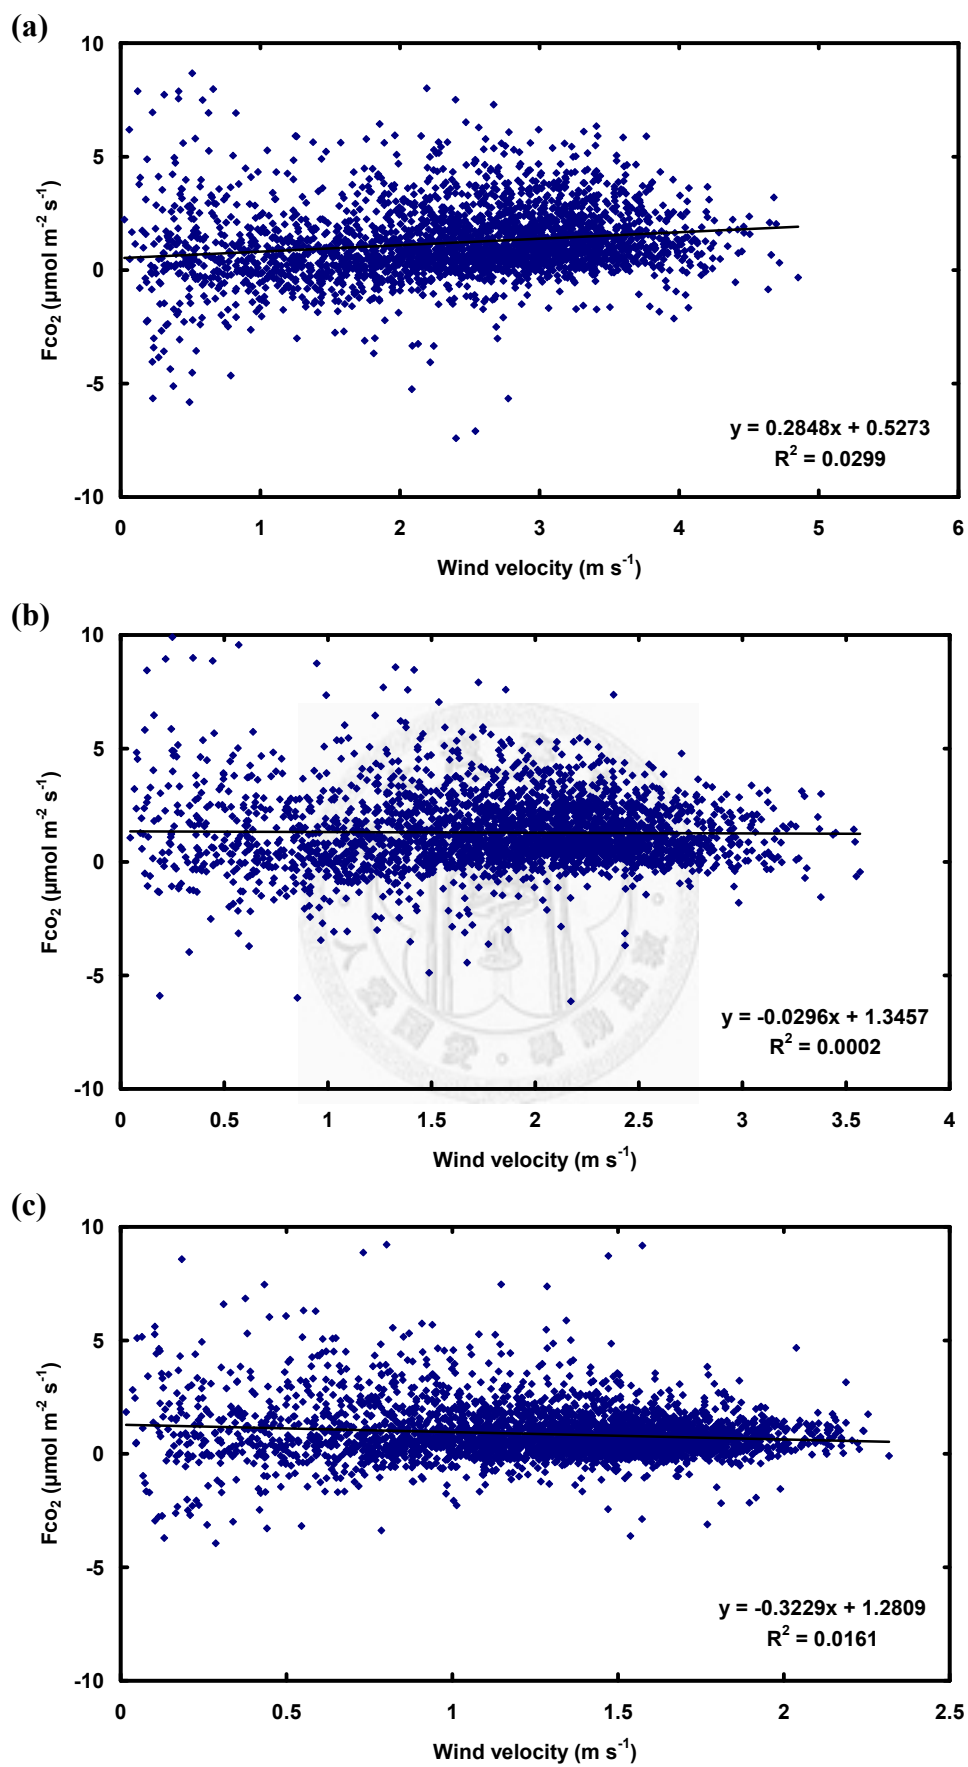 (a)
10
5
0
-5
-10
Fco₂ (µmol m⁻² s⁻¹)
y = 0.2848x + 0.5273
R² = 0.0299
0 1 2 3 4 5 6
Wind velocity (m s⁻¹)
(b)
10
5
0
-5
-10
Fco₂ (µmol m⁻² s⁻¹)
y = -0.0296x + 1.3457
R² = 0.0002
0 0.5 1 1.5 2 2.5 3 3.5 4
Wind velocity (m s⁻¹)
(c)
10
5
0
-5
-10
Fco₂ (µmol m⁻² s⁻¹)
y = -0.3229x + 1.2809
R² = 0.0161
0 0.5 1 1.5 2 2.5
Wind velocity (m s⁻¹)